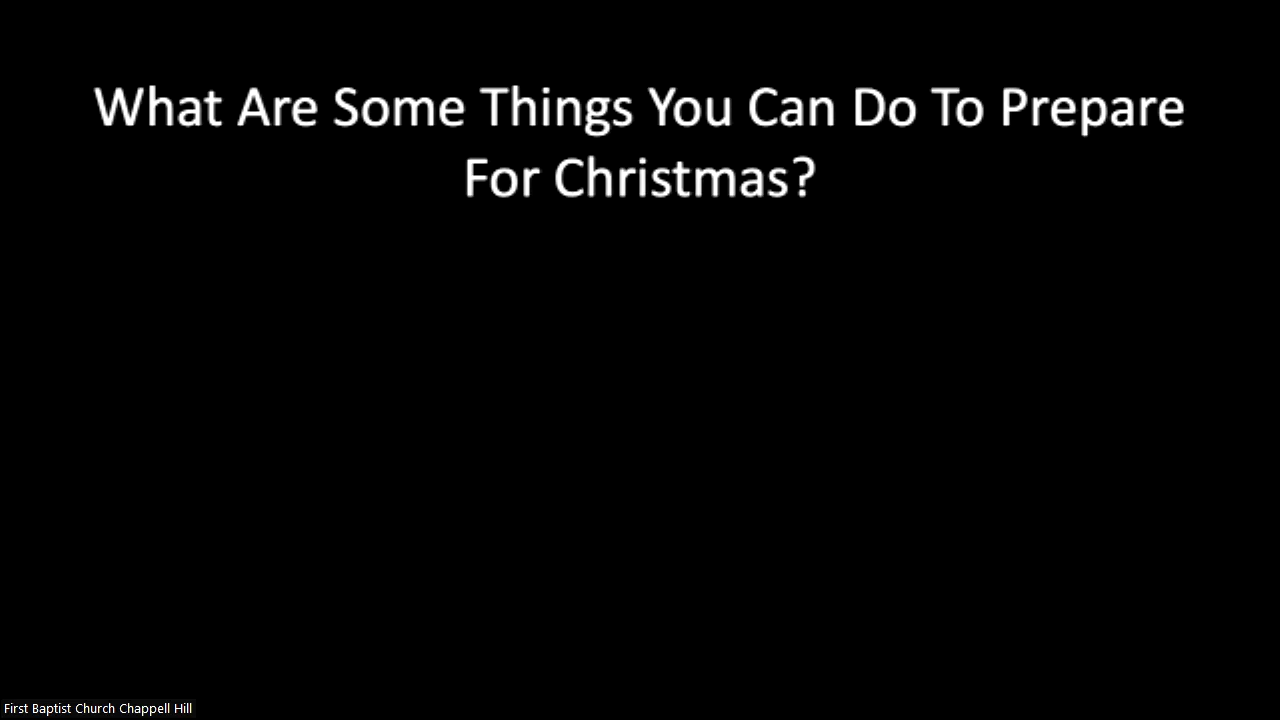 What Are Some Things You Can Do To Prepare
For Christmas?
First Baptist Church Chappell Hill